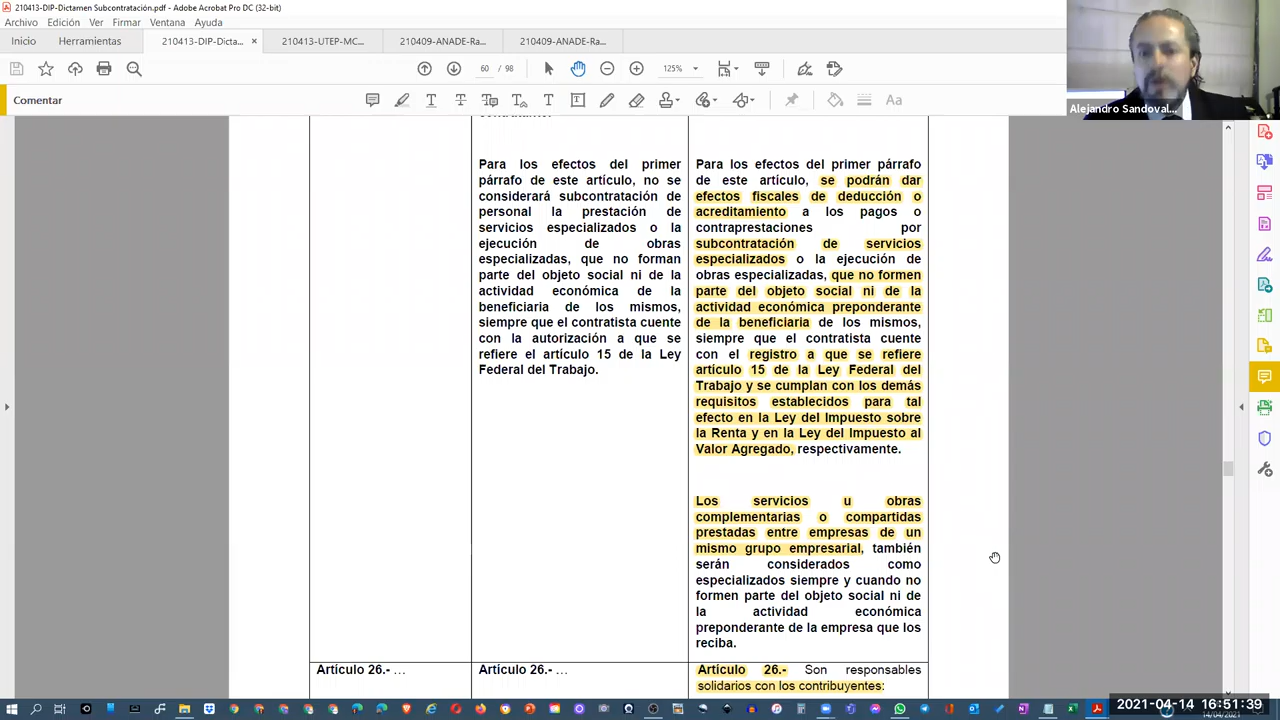 210413-DIP-Dictamen Subcontratación.pdf - Adobe Acrobat Pro DC (32-bit)
Archivo Edición Ver Firmar Ventana Ayuda
Inicio Herramientas 210413-DIP-Dicta... × 210413-UTEP-MC... 210409-ANADE-Ra... 210409-ANADE-Ra...
60 / 98 125%
Comentar
Aa
Alejandro Sandoval...
Para los efectos del primer
párrafo de este artículo, no se
considerará subcontratación de
personal la prestación de
servicios especializados o la
ejecución de obras
especializadas, que no forman
parte del objeto social ni de la
actividad económica de la
beneficiaria de los mismos,
siempre que el contratista cuente
con la autorización a que se
refiere el artículo 15 de la Ley
Federal del Trabajo.
Para los efectos del primer párrafo
de este artículo, se podrán dar
efectos fiscales de deducción o
acreditamiento a los pagos o
contraprestaciones por
subcontratación de servicios
especializados o la ejecución de
obras especializadas, que no formen
parte del objeto social ni de la
actividad económica preponderante
de la beneficiaria de los mismos,
siempre que el contratista cuente
con el registro a que se refiere
artículo 15 de la Ley Federal del
Trabajo y se cumplan con los demás
requisitos establecidos para tal
efecto en la Ley del Impuesto sobre
la Renta y en la Ley del Impuesto al
Valor Agregado, respectivamente.
Los servicios u obras
complementarias o compartidas
prestadas entre empresas de un
mismo grupo empresarial, también
serán considerados como
especializados siempre y cuando no
formen parte del objeto social ni de
la actividad económica
preponderante de la empresa que los
reciba.
Artículo 26.- ...
Artículo 26.- ...
Artículo 26.- Son responsables
solidarios con los contribuyentes:
2021-04-14 16:51:39
14/04/2021